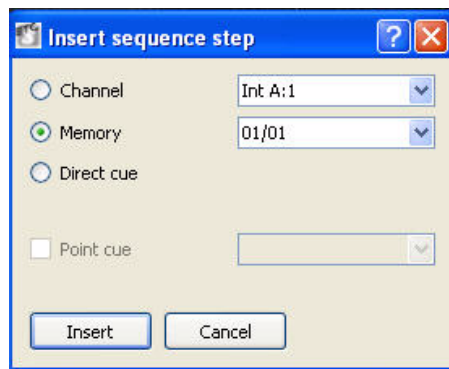 Insert sequence step
Channel Int A:1
Memory 01/01
Direct cue
Point cue
Insert Cancel